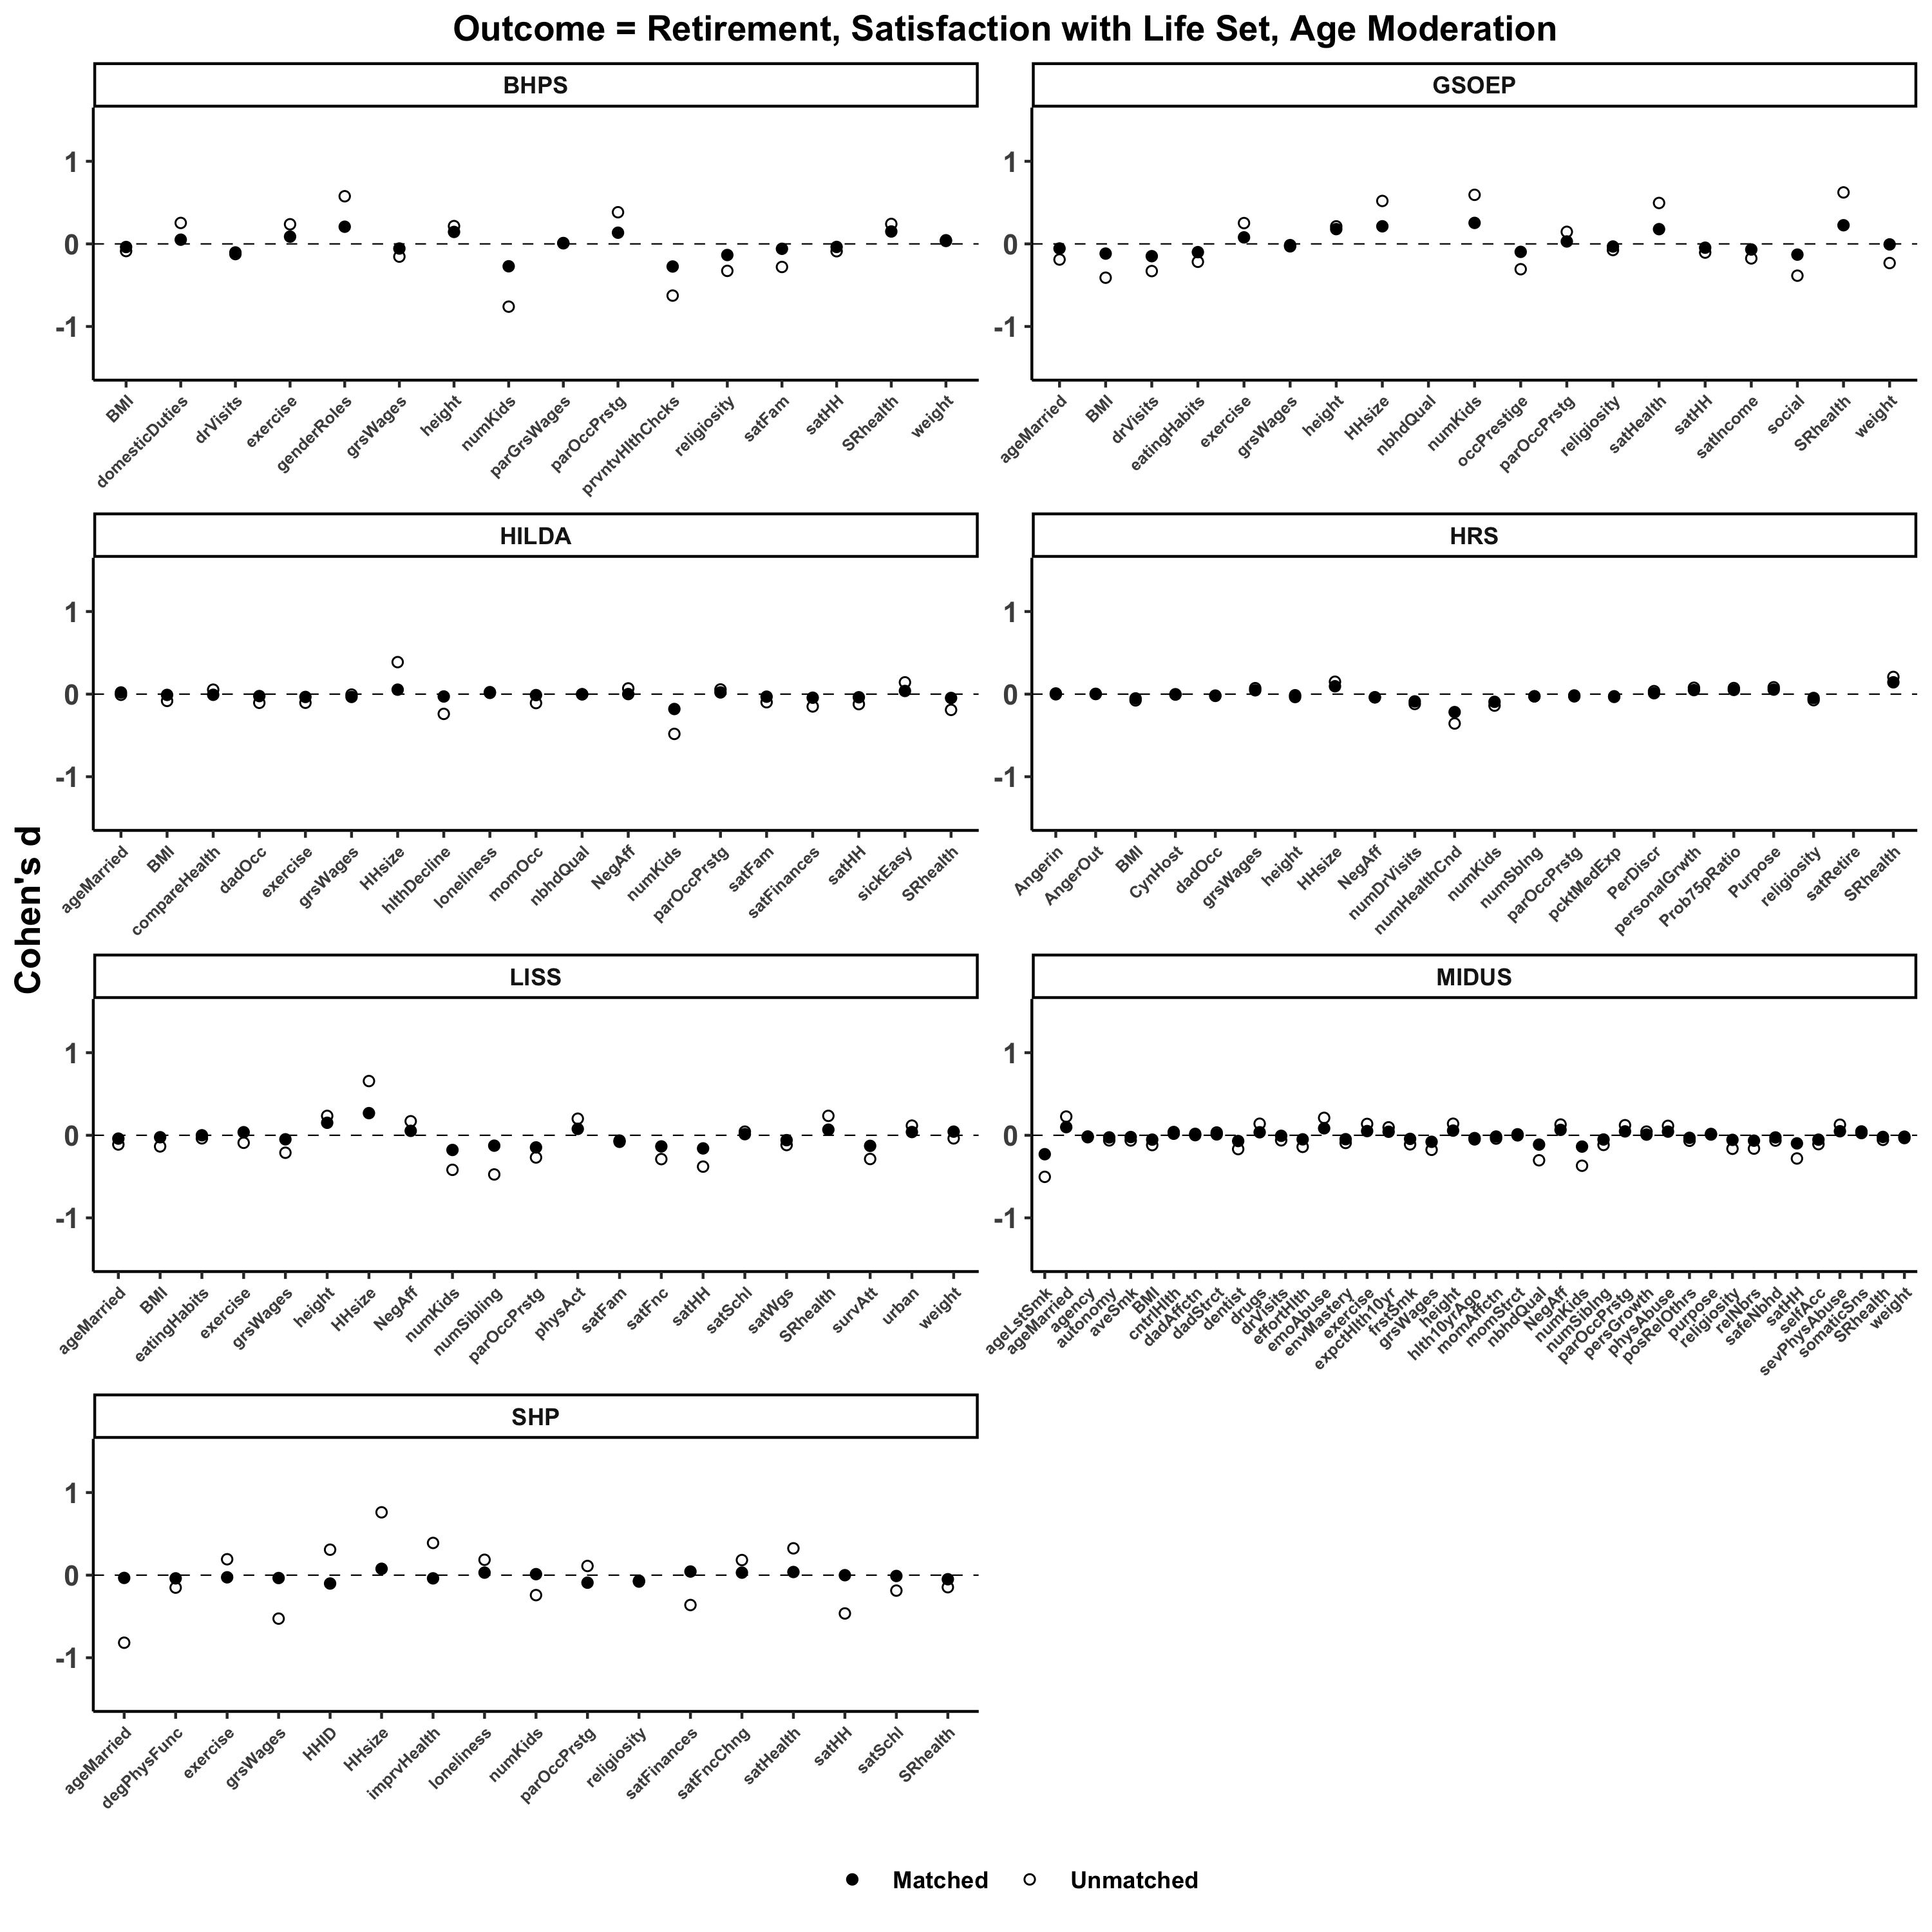 Outcome = Retirement, Satisfaction with Life Set, Age Moderation
Cohen's d
BHPS
1
0
-1
BMI
domesticDuties
drVisits
exercise
genderRoles
grsWages
height
numKids
parGrsWages
parOccPrstg
prvntvHlthChcks
religiosity
satFam
satHH
SRhealth
weight
GSOEP
1
0
-1
ageMarried
BMI
drVisits
eatingHabits
exercise
grsWages
height
HHsize
nbhdQual
numKids
occPrestige
parOccPrstg
religiosity
satHealth
satHH
satIncome
social
SRhealth
weight
HILDA
1
0
-1
ageMarried
BMI
compareHealth
dadOcc
exercise
grsWages
HHsize
hlthDecline
loneliness
momOcc
nbhdQual
NegAff
numKids
parOccPrstg
satFam
satFinances
satHH
sickEasy
SRhealth
HRS
1
0
-1
Angerin
AngerOut
BMI
CynHost
dadOcc
grsWages
height
HHsize
NegAff
numDrVisits
numHealthCnd
numKids
numSblng
parOccPrstg
pcktMedExp
PerDiscr
personalGrwth
Prob75pRatio
Purpose
religiosity
satRetire
SRhealth
LISS
1
0
-1
ageMarried
BMI
eatingHabits
exercise
grsWages
height
HHsize
NegAff
numKids
numSibling
parOccPrstg
physAct
satFam
satFnc
satHH
satSchl
satWgs
SRhealth
survAtt
urban
weight
MIDUS
1
0
-1
ageLstSmk
ageMarried
agency
autonomy
aveSmk
BMI
cntrlHlth
dadAffctn
dadStrct
dentist
drugs
drVisits
effortHlth
emoAbuse
envMastery
exercise
expctHlth10yr
frstSmk
grsWages
height
hlth10yrAgo
momAffctn
momStrct
nbhdQual
NegAff
numKids
numSiblng
parOccPrstg
persGrowth
physAbuse
posRelOthrs
purpose
religiosity
relNbrs
safeNbhd
satHH
selfAcc
sevPhysAbuse
somaticSns
SRhealth
weight
SHP
1
0
-1
ageMarried
degPhysFunc
exercise
grsWages
HHID
HHsize
imprvHealth
loneliness
numKids
parOccPrstg
religiosity
satFinances
satFncChng
satHealth
satHH
satSchl
SRhealth
Matched
Unmatched